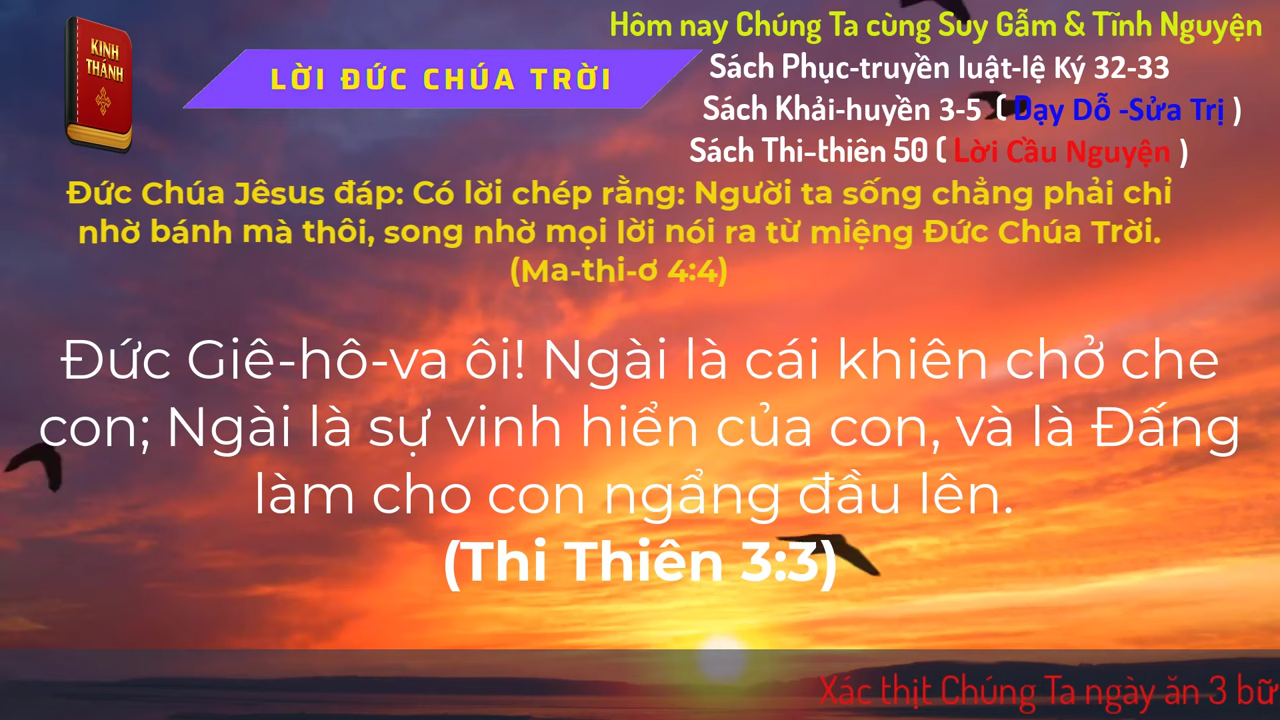 KINH
THÁNH
LỜI ĐỨC CHÚA TRỜI
Hôm nay Chúng Ta cùng Suy Gẫm & Tĩnh Nguyện
Sách Phục-truyền luật-lệ Ký 32-33
Sách Khải-huyền 3-5 ( Dạy Dỗ -Sửa Trị )
Sách Thi-thiên 50 ( Lời Cầu Nguyện )
Đức Chúa Jêsus đáp: Có lời chép rằng: Người ta sống chẳng phải chỉ
nhờ bánh mà thôi, song nhờ mọi lời nói ra từ miệng Đức Chúa Trời.
(Ma-thi-ơ 4:4)
Đức Giê-hô-va ôi! Ngài là cái khiên chở che
con; Ngài là sự vinh hiển của con, và là Đấng
làm cho con ngẩng đầu lên.
(Thi Thiên 3:3)
Xác thịt Chúng Ta ngày ăn 3 bữ